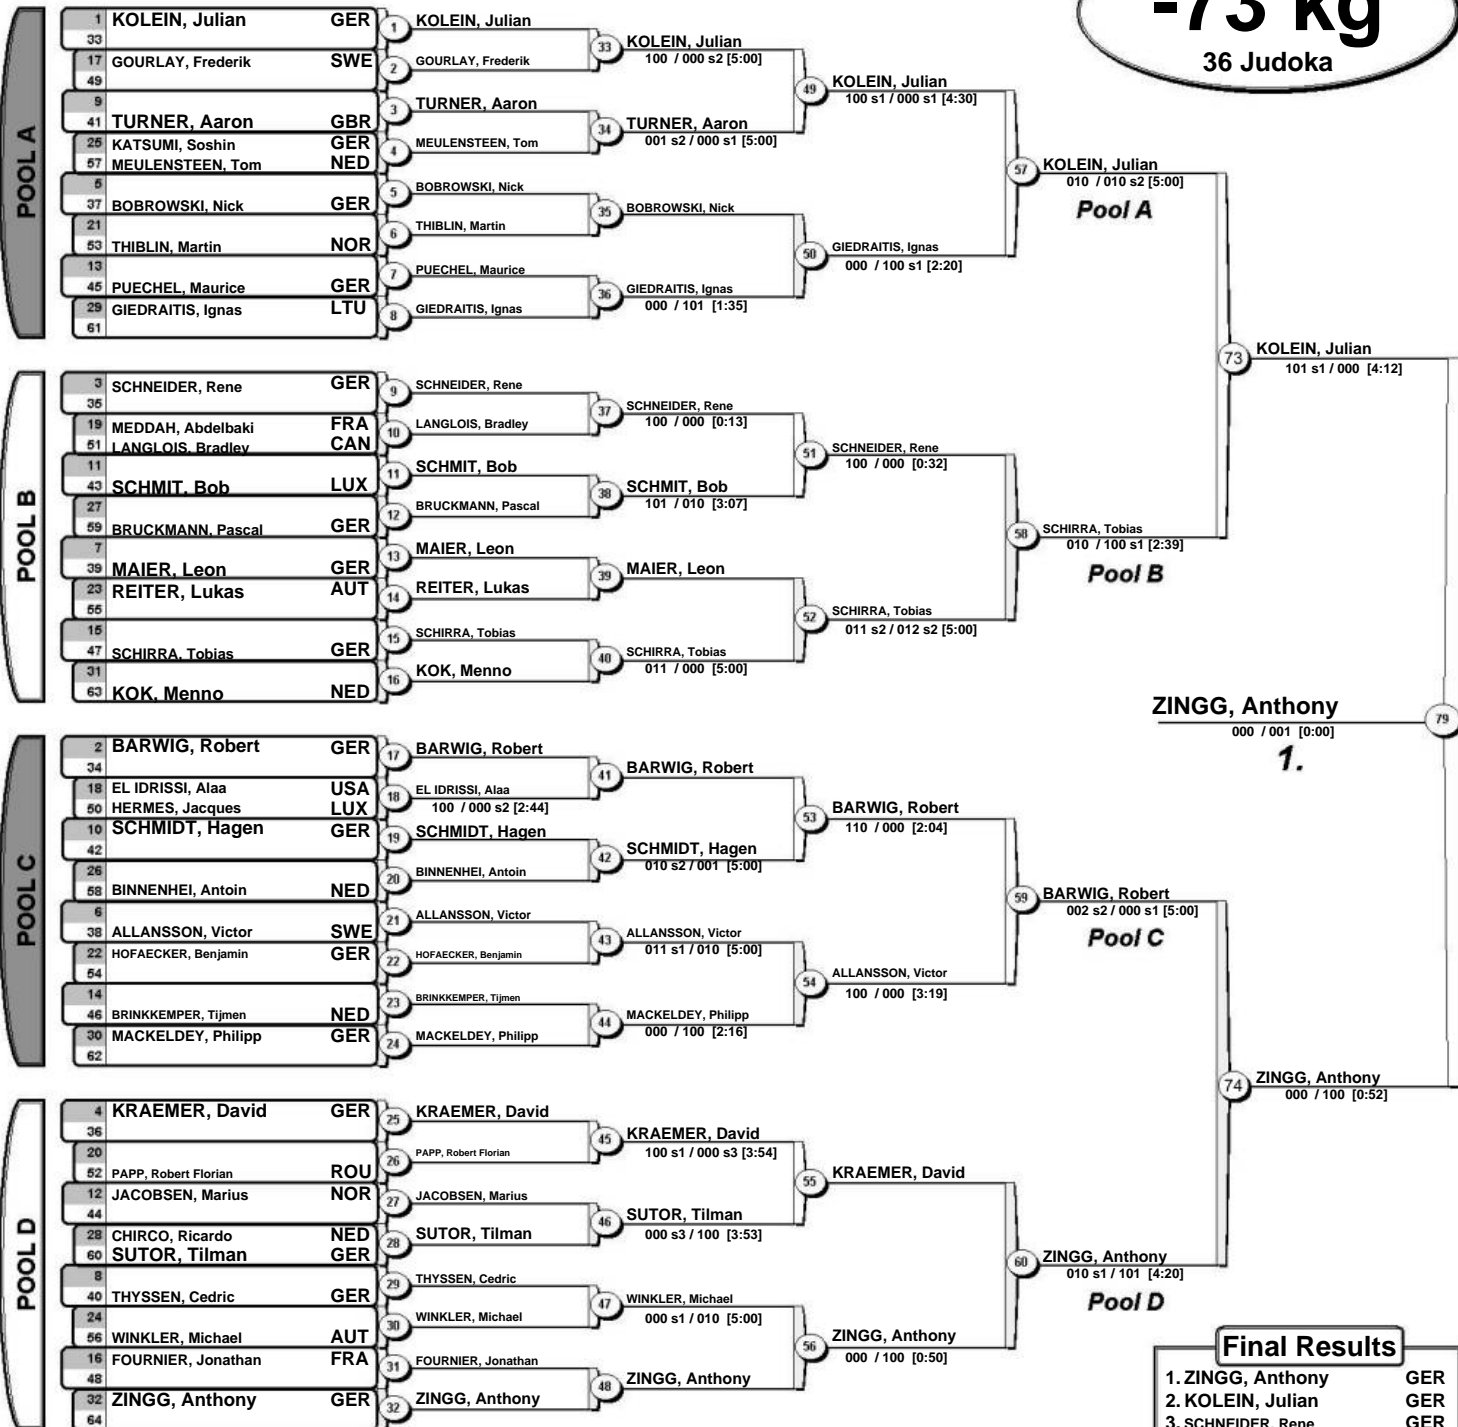 -73 kg
36 Judoka
POOL A
1 KOLEIN, Julian GER
33
17 GOURLAY, Frederik SWE
49
9
41 TURNER, Aaron GBR
25 KATSUMI, Soshin GER
57 MEULENSTEEN, Tom NED
5
37 BOBROWSKI, Nick GER
21
53 THIBLIN, Martin NOR
13
45 PUECHEL, Maurice GER
29 GIEDRAITIS, Ignas LTU
61
1 KOLEIN, Julian
2 GOURLAY, Frederik
3 TURNER, Aaron
4 MEULENSTEEN, Tom
5 BOBROWSKI, Nick
6 THIBLIN, Martin
7 PUECHEL, Maurice
8 GIEDRAITIS, Ignas
33 KOLEIN, Julian
100 / 000 s2 [5:00]
34 TURNER, Aaron
001 s2 / 000 s1 [5:00]
35 BOBROWSKI, Nick
36 GIEDRAITIS, Ignas
000 / 101 [1:35]
49 KOLEIN, Julian
100 s1 / 000 s1 [4:30]
50 GIEDRAITIS, Ignas
000 / 100 s1 [2:20]
57 KOLEIN, Julian
010 / 010 s2 [5:00]
Pool A
POOL B
3 SCHNEIDER, Rene GER
35
19 MEDDAH, Abdelbaki FRA
51 LANGLOIS, Bradley CAN
11
43 SCHMIT, Bob LUX
27
59 BRUCKMANN, Pascal GER
7
39 MAIER, Leon GER
23 REITER, Lukas AUT
55
15
47 SCHIRRA, Tobias GER
31
63 KOK, Menno NED
9 SCHNEIDER, Rene
10 LANGLOIS, Bradley
11 SCHMIT, Bob
12 BRUCKMANN, Pascal
13 MAIER, Leon
14 REITER, Lukas
15 SCHIRRA, Tobias
16 KOK, Menno
37 SCHNEIDER, Rene
100 / 000 [0:13]
38 SCHMIT, Bob
101 / 010 [3:07]
39 MAIER, Leon
40 SCHIRRA, Tobias
011 / 000 [5:00]
51 SCHNEIDER, Rene
100 / 000 [0:32]
52 SCHIRRA, Tobias
011 s2 / 012 s2 [5:00]
58 SCHIRRA, Tobias
010 / 100 s1 [2:39]
Pool B
73 KOLEIN, Julian
101 s1 / 000 [4:12]
ZINGG, Anthony 79
000 / 001 [0:00]
1.
POOL C
2 BARWIG, Robert GER
34
18 EL IDRISSI, Alaa USA
50 HERMES, Jacques LUX
10 SCHMIDT, Hagen GER
42
26
58 BINNENHEI, Antoin NED
6
38 ALLANSSON, Victor SWE
22 HOFAECKER, Benjamin GER
54
14
46 BRINKKEMPER, Tijmen NED
30 MACKELDEY, Philipp GER
62
17 BARWIG, Robert
18 EL IDRISSI, Alaa
100 / 000 s2 [2:44]
19 SCHMIDT, Hagen
20 BINNENHEI, Antoin
21 ALLANSSON, Victor
22 HOFAECKER, Benjamin
23 BRINKKEMPER, Tijmen
24 MACKELDEY, Philipp
41 BARWIG, Robert
42 SCHMIDT, Hagen
010 s2 / 001 [5:00]
43 ALLANSSON, Victor
011 s1 / 010 [5:00]
44 MACKELDEY, Philipp
000 / 100 [2:16]
53 BARWIG, Robert
110 / 000 [2:04]
54 ALLANSSON, Victor
100 / 000 [3:19]
59 BARWIG, Robert
002 s2 / 000 s1 [5:00]
Pool C
POOL D
4 KRAEMER, David GER
36
20
52 PAPP, Robert Florian ROU
12 JACOBSEN, Marius NOR
44
28 CHIRCO, Ricardo NED
60 SUTOR, Tilman GER
8
40 THYSSEN, Cedric GER
24
56 WINKLER, Michael AUT
16 FOURNIER, Jonathan FRA
48
32 ZINGG, Anthony GER
64
25 KRAEMER, David
26 PAPP, Robert Florian
27 JACOBSEN, Marius
28 SUTOR, Tilman
29 THYSSEN, Cedric
30 WINKLER, Michael
31 FOURNIER, Jonathan
32 ZINGG, Anthony
45 KRAEMER, David
100 s1 / 000 s3 [3:54]
46 SUTOR, Tilman
000 s3 / 100 [3:53]
47 WINKLER, Michael
000 s1 / 010 [5:00]
48 ZINGG, Anthony
55 KRAEMER, David
56 ZINGG, Anthony
000 / 100 [0:50]
60 ZINGG, Anthony
010 s1 / 101 [4:20]
Pool D
74 ZINGG, Anthony
000 / 100 [0:52]
Final Results
1. ZINGG, Anthony GER
2. KOLEIN, Julian GER
3. SCHNEIDER, Rene GER